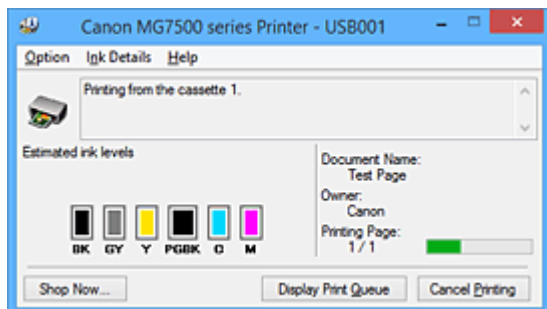 Canon MG7500 series Printer - USB001
Option Ink Details Help
Printing from the cassette 1.
Estimated ink levels
Document Name:
Test Page
Owner:
Canon
Printing Page:
1 / 1
BK GY Y PGBK C M
Shop Now... Display Print Queue Cancel Printing